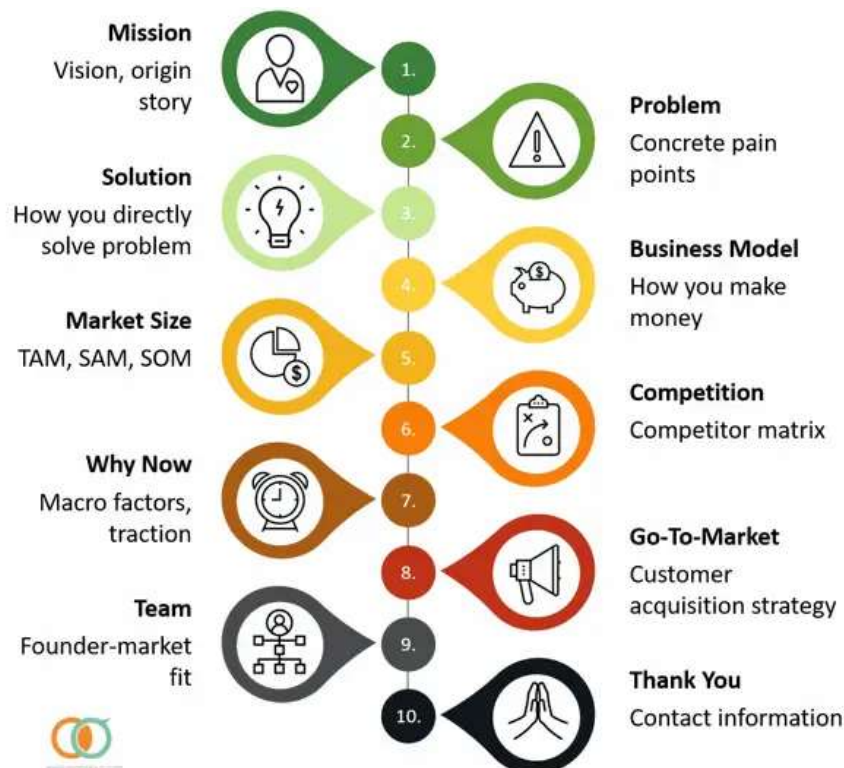 Mission
Vision, origin
story
1.
2.
Problem
Concrete pain
points
Solution
How you directly
solve problem
3.
4.
Business Model
How you make
money
Market Size
TAM, SAM, SOM
$
5.
6.
Competition
Competitor matrix
Why Now
Macro factors,
traction
7.
8.
Go-To-Market
Customer
acquisition strategy
Team
Founder-market
fit
9.
10.
Thank You
Contact information